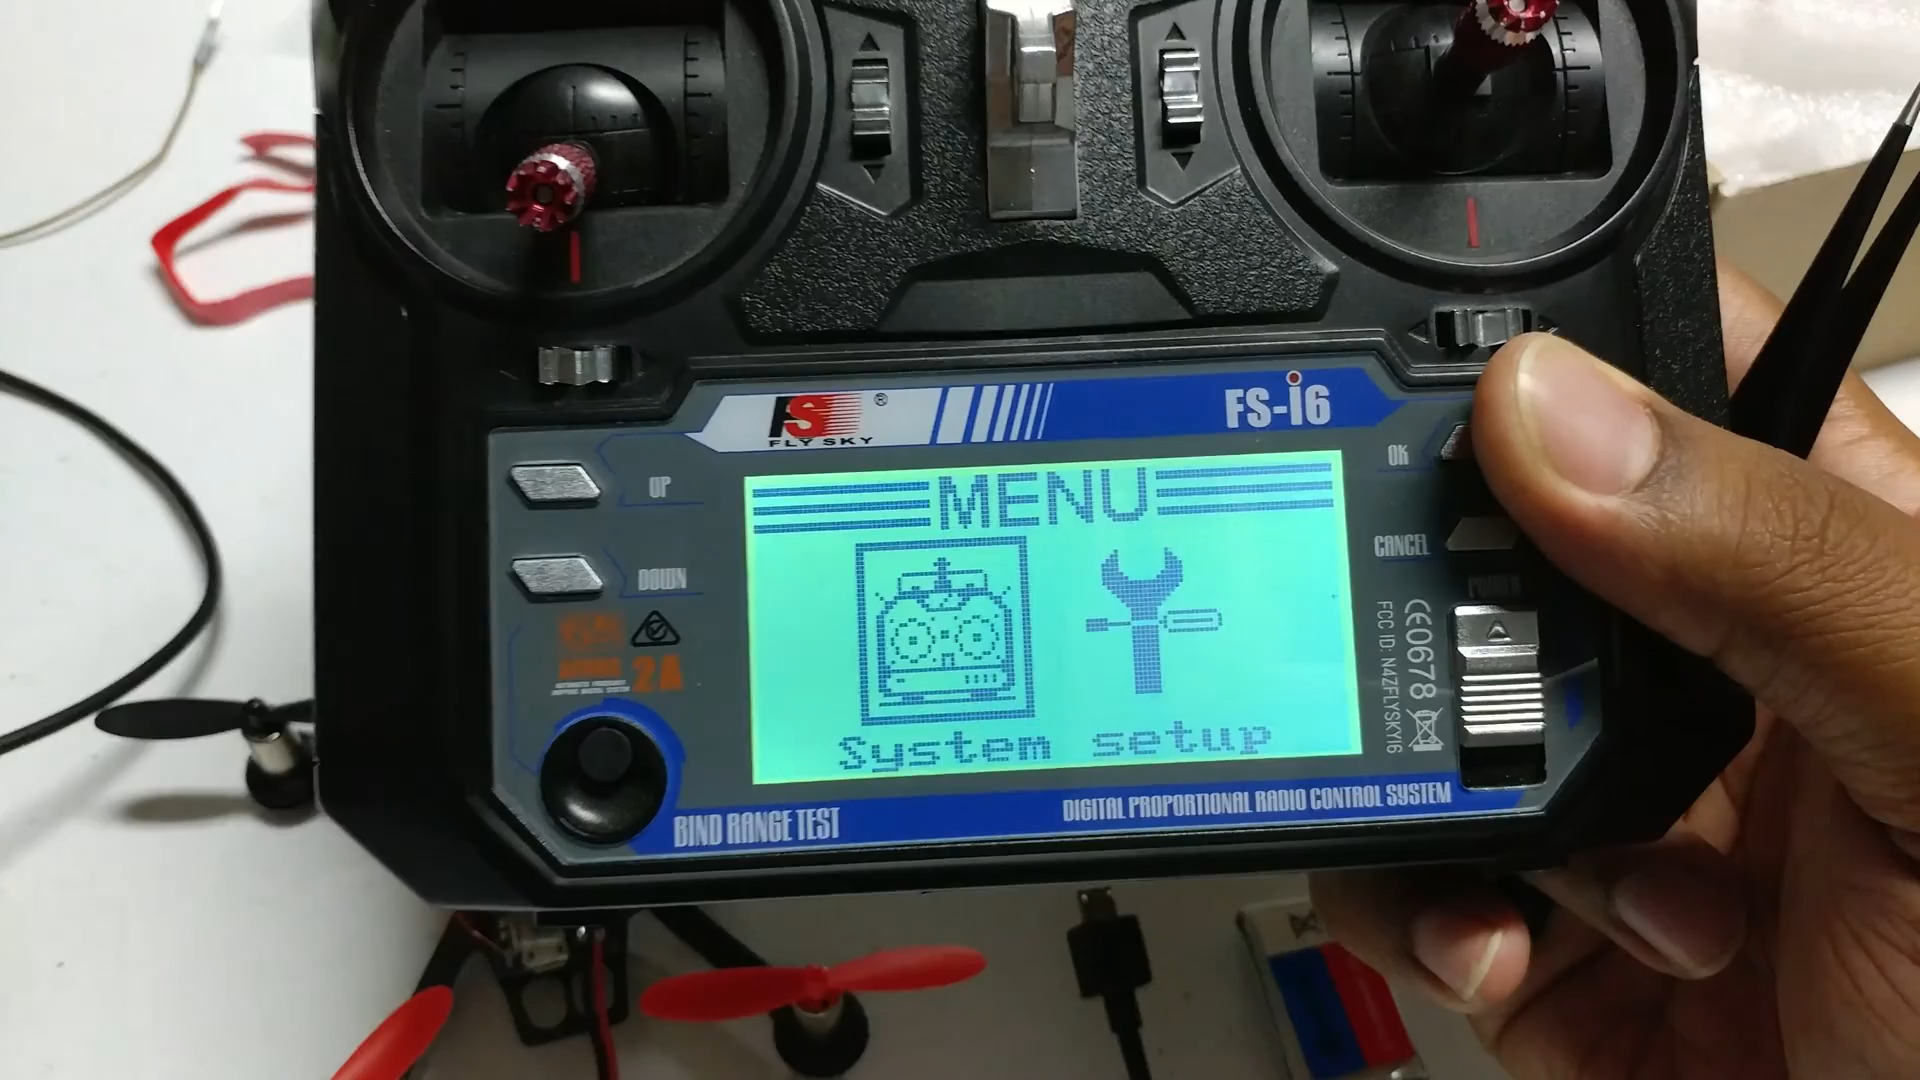 FS
®
FLY SKY
FS-i6
UP
OK
MENU
CANCEL
DOWN
POWER
2A
CE0678
FCC ID: N4ZFLYSKYI6
System setup
BIND RANGE TEST
DIGITAL PROPORTIONAL RADIO CONTROL SYSTEM